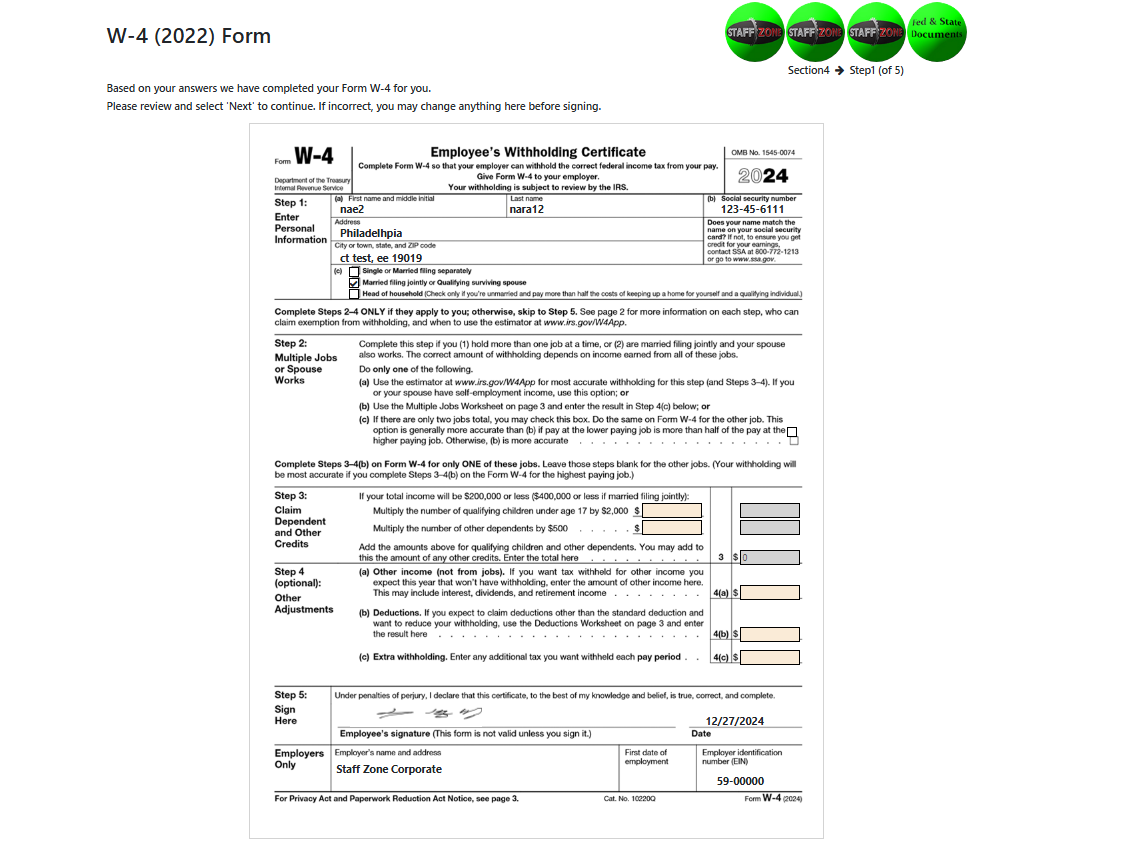 W-4 (2022) Form
STAFF ZONE STAFF ZONE STAFF ZONE Fed & State
Documents
Section4 → Step1 (of 5)
Based on your answers we have completed your Form W-4 for you.
Please review and select 'Next' to continue. If incorrect, you may change anything here before signing.
Form W-4
Department of the Treasury
Internal Revenue Service
Employee's Withholding Certificate
Complete Form W-4 so that your employer can withhold the correct federal income tax from your pay.
Give Form W-4 to your employer.
Your withholding is subject to review by the IRS.
OMB No. 1545-0074
2024
Step 1:
Enter
Personal
Information
(a) First name and middle initial
nae2
Last name
nara12
(b) Social security number
123-45-6111
Address
Philadelhpia
City or town, state, and ZIP code
ct test, ee 19019
Does your name match the
name on your social security
card? If not, to ensure you get
credit for your earnings,
contact SSA at 800-772-1213
or go to www.ssa.gov.
(c) Single or Married filing separately
Married filing jointly or Qualifying surviving spouse
Head of household (Check only if you're unmarried and pay more than half the costs of keeping up a home for yourself and a qualifying individual.)
Complete Steps 2–4 ONLY if they apply to you; otherwise, skip to Step 5. See page 2 for more information on each step, who can
claim exemption from withholding, and when to use the estimator at www.irs.gov/W4App.
Step 2:
Multiple Jobs
or Spouse
Works
Complete this step if you (1) hold more than one job at a time, or (2) are married filing jointly and your spouse
also works. The correct amount of withholding depends on income earned from all of these jobs.
Do only one of the following.
(a) Use the estimator at www.irs.gov/W4App for most accurate withholding for this step (and Steps 3–4). If you
or your spouse have self-employment income, use this option; or
(b) Use the Multiple Jobs Worksheet on page 3 and enter the result in Step 4(c) below; or
(c) If there are only two jobs total, you may check this box. Do the same on Form W-4 for the other job. This
option is generally more accurate than (b) if pay at the lower paying job is more than half of the pay at the
higher paying job. Otherwise, (b) is more accurate . . . . . . . . . . . . . . . . . .
Complete Steps 3–4(b) on Form W-4 for only ONE of these jobs. Leave those steps blank for the other jobs. (Your withholding will
be most accurate if you complete Steps 3–4(b) on the Form W-4 for the highest paying job.)
Step 3:
Claim
Dependent
and Other
Credits
If your total income will be $200,000 or less ($400,000 or less if married filing jointly):
Multiply the number of qualifying children under age 17 by $2,000 $
Multiply the number of other dependents by $500 . . . . . $
Add the amounts above for qualifying children and other dependents. You may add to
this the amount of any other credits. Enter the total here . . . . . . . . . . 3 $ 0
Step 4
(optional):
Other
Adjustments
(a) Other income (not from jobs). If you want tax withheld for other income you
expect this year that won't have withholding, enter the amount of other income here.
This may include interest, dividends, and retirement income . . . . . . . . 4(a) $
(b) Deductions. If you expect to claim deductions other than the standard deduction and
want to reduce your withholding, use the Deductions Worksheet on page 3 and enter
the result here . . . . . . . . . . . . . . . . . . . . . . 4(b) $
(c) Extra withholding. Enter any additional tax you want withheld each pay period . . 4(c) $
Step 5:
Sign
Here
Under penalties of perjury, I declare that this certificate, to the best of my knowledge and belief, is true, correct, and complete.
12/27/2024
Employee's signature (This form is not valid unless you sign it.)
Date
Employers
Only
Employer's name and address
Staff Zone Corporate
First date of
employment
Employer identification
number (EIN)
59-00000
For Privacy Act and Paperwork Reduction Act Notice, see page 3.
Cat. No. 10220Q
Form W-4 (2024)